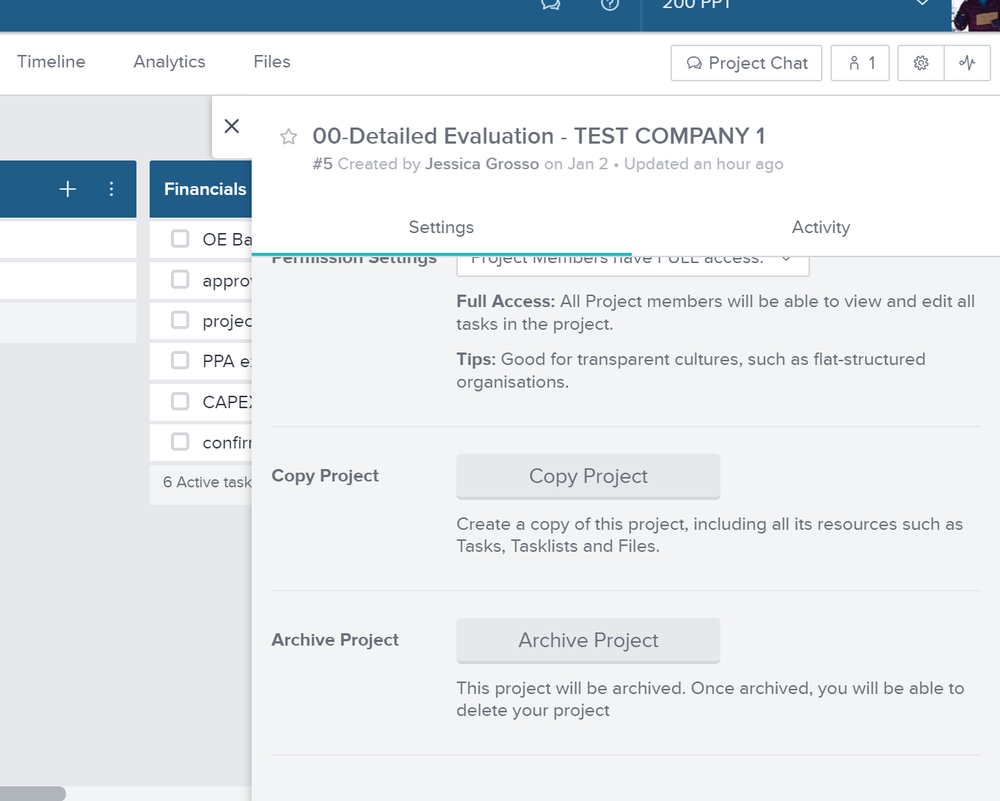 200 PPT
Timeline Analytics Files Project Chat 1
00-Detailed Evaluation - TEST COMPANY 1
#5 Created by Jessica Grosso on Jan 2 • Updated an hour ago
Settings Activity
Financials
OE Ba
approv
projec
PPA e
CAPEX
confir
6 Active task
Permission Settings Project Members have FULL access.
Full Access: All Project members will be able to view and edit all
tasks in the project.
Tips: Good for transparent cultures, such as flat-structured
organisations.
Copy Project Copy Project
Create a copy of this project, including all its resources such as
Tasks, Tasklists and Files.
Archive Project Archive Project
This project will be archived. Once archived, you will be able to
delete your project